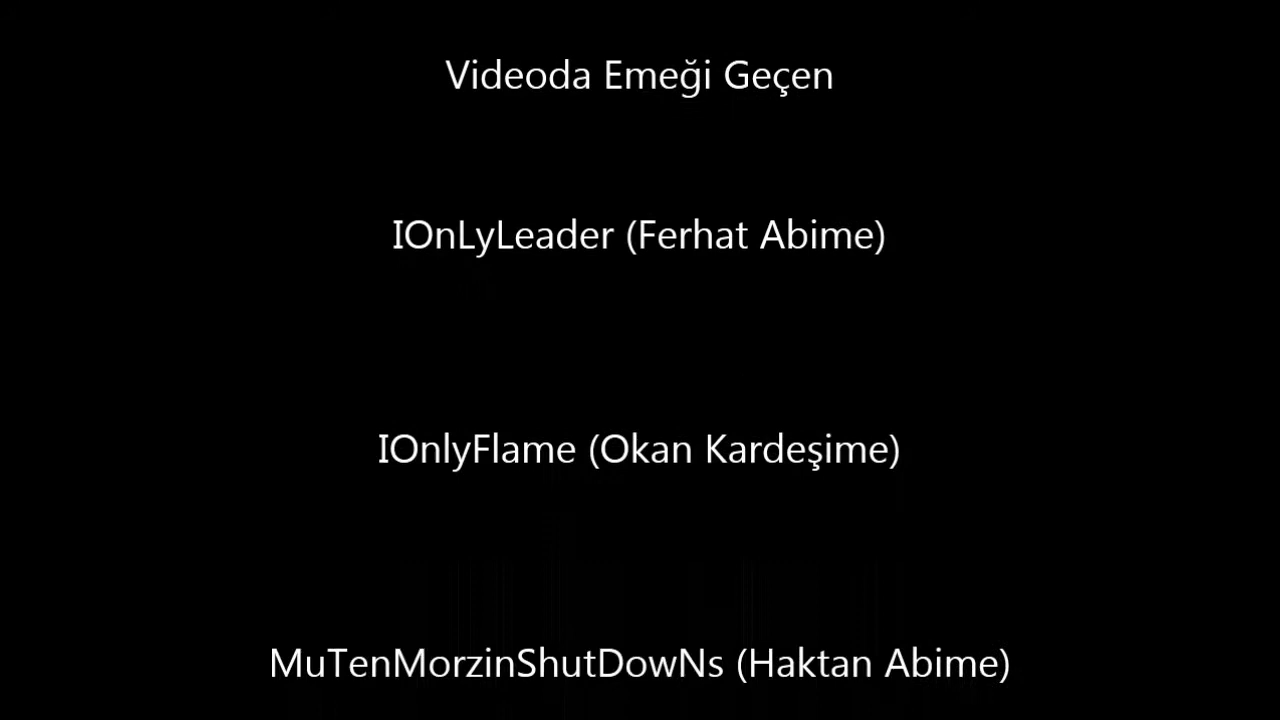 Videoda Emeği Geçen
IOnLyLeader (Ferhat Abime)
IOnlyFlame (Okan Kardeşime)
MuTenMorzinShutDowNs (Haktan Abime)